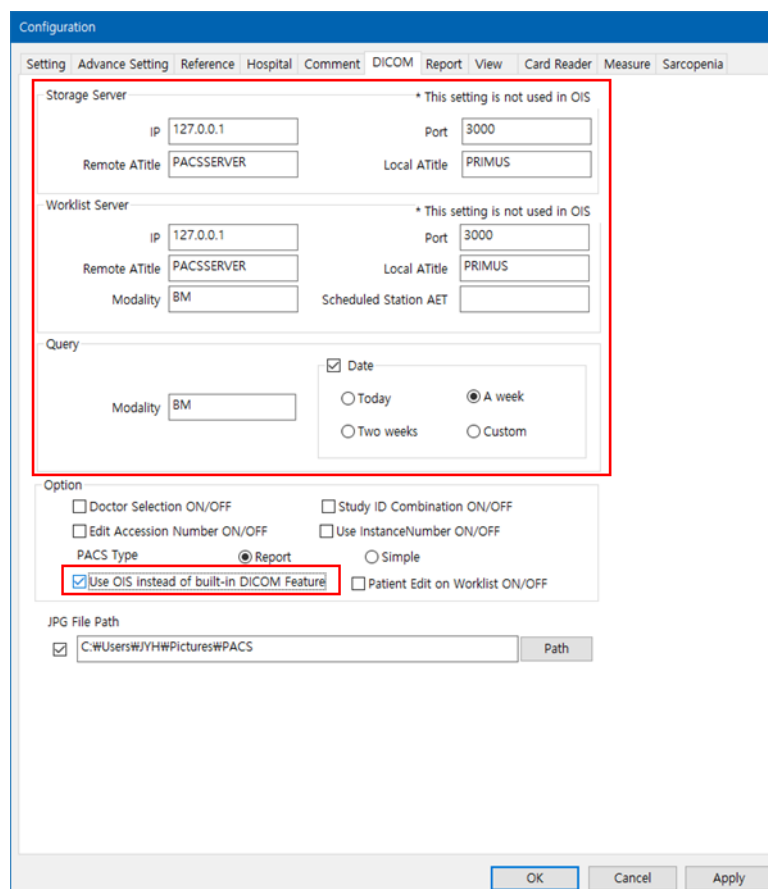 Configuration
Setting Advance Setting Reference Hospital Comment DICOM Report View Card Reader Measure Sarcopenia
Storage Server * This setting is not used in OIS
IP 127.0.0.1 Port 3000
Remote ATitle PACSSERVER Local ATitle PRIMUS
Worklist Server * This setting is not used in OIS
IP 127.0.0.1 Port 3000
Remote ATitle PACSSERVER Local ATitle PRIMUS
Modality BM Scheduled Station AET
Query
Date
Modality BM
Today A week
Two weeks Custom
Option
Doctor Selection ON/OFF Study ID Combination ON/OFF
Edit Accession Number ON/OFF Use InstanceNumber ON/OFF
PACS Type Report Simple
Use OIS instead of built-in DICOM Feature Patient Edit on Worklist ON/OFF
JPG File Path
C:₩Users₩JYH₩Pictures₩PACS Path
OK Cancel Apply